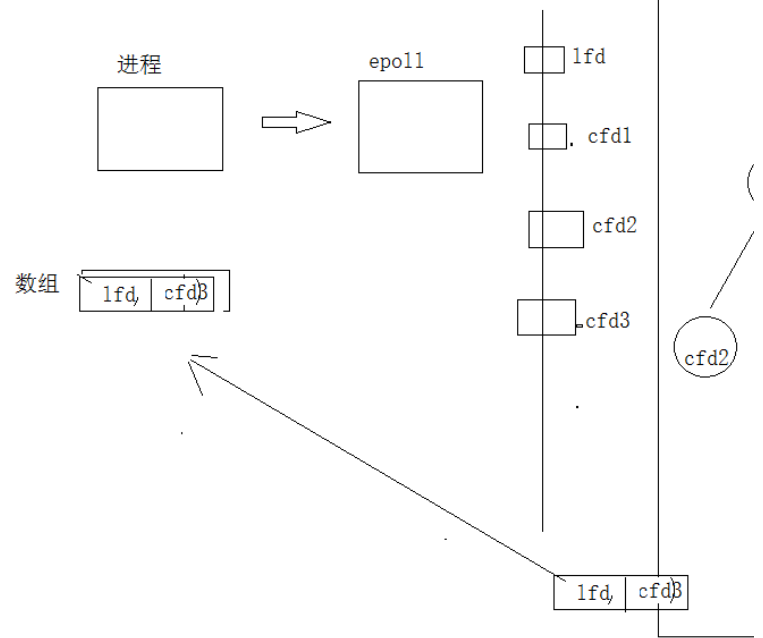 进程
epoll
lfd
cfd1
cfd2
数组
lfd, cfd3
cfd3
cfd2
lfd, cfd3